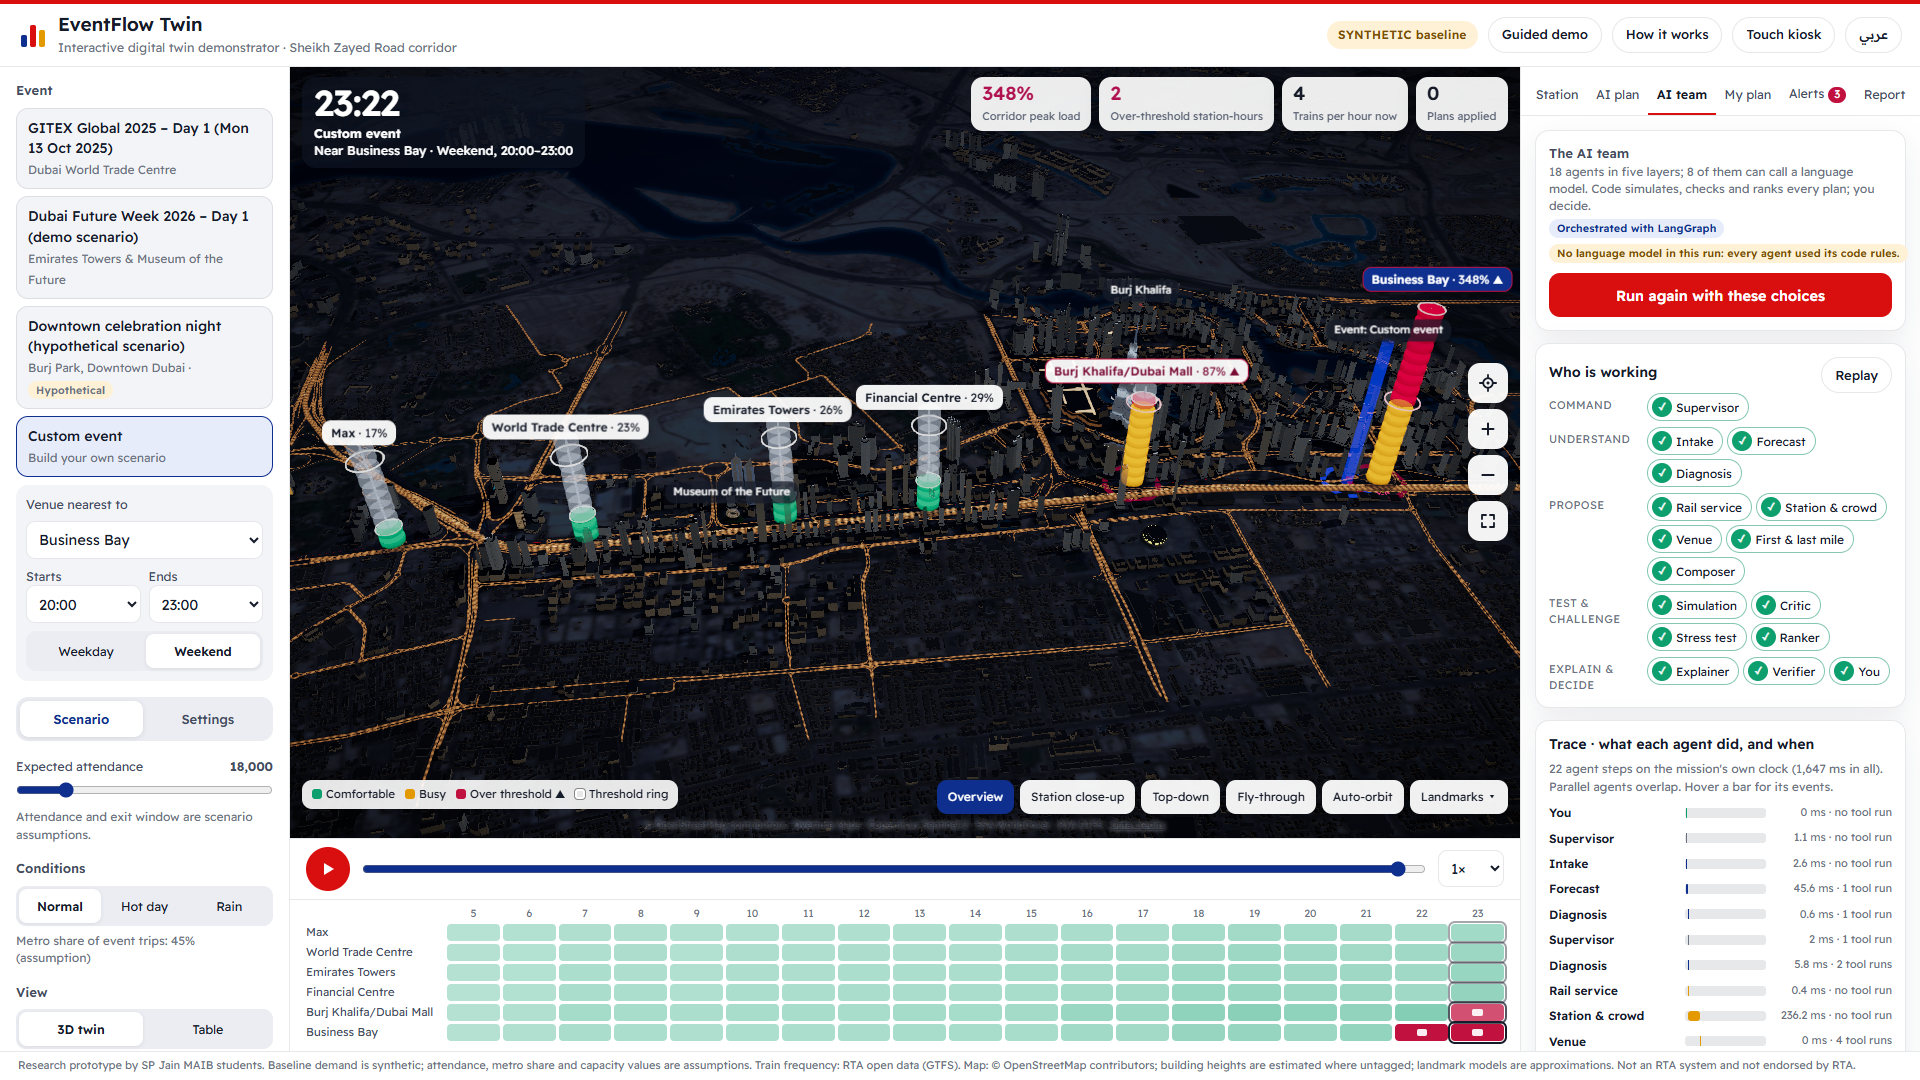 EventFlow Twin
Interactive digital twin demonstrator · Sheikh Zayed Road corridor
SYNTHETIC baseline
Guided demo
How it works
Touch kiosk
عربي
Event
GITEX Global 2025 – Day 1 (Mon
13 Oct 2025)
Dubai World Trade Centre
Dubai Future Week 2026 – Day 1
(demo scenario)
Emirates Towers & Museum of the
Future
Downtown celebration night
(hypothetical scenario)
Burj Park, Downtown Dubai ·
Hypothetical
Custom event
Build your own scenario
Venue nearest to
Business Bay
Starts
Ends
20:00
23:00
Weekday
Weekend
Scenario
Settings
Expected attendance
18,000
Attendance and exit window are scenario
assumptions.
Conditions
Normal
Hot day
Rain
Metro share of event trips: 45%
(assumption)
View
3D twin
Table
23:22
Custom event
Near Business Bay · Weekend, 20:00–23:00
348%
Corridor peak load
2
Over-threshold station-hours
4
Trains per hour now
0
Plans applied
Business Bay · 348% ▲
Burj Khalifa
Event: Custom event
Burj Khalifa/Dubai Mall · 87% ▲
Financial Centre · 29%
Emirates Towers · 26%
World Trade Centre · 23%
Max · 17%
Museum of the Future
Comfortable
Busy
Over threshold ▲
Threshold ring
Overview
Station close-up
Top-down
Fly-through
Auto-orbit
Landmarks
1×
5 6 7 8 9 10 11 12 13 14 15 16 17 18 19 20 21 22 23
Max
World Trade Centre
Emirates Towers
Financial Centre
Burj Khalifa/Dubai Mall
Business Bay
Station
AI plan
AI team
My plan
Alerts 3
Report
The AI team
18 agents in five layers; 8 of them can call a language
model. Code simulates, checks and ranks every plan; you
decide.
Orchestrated with LangGraph
No language model in this run: every agent used its code rules.
Run again with these choices
Who is working
Replay
COMMAND
Supervisor
UNDERSTAND
Intake
Forecast
Diagnosis
PROPOSE
Rail service
Station & crowd
Venue
First & last mile
Composer
TEST &
CHALLENGE
Simulation
Critic
Stress test
Ranker
EXPLAIN &
DECIDE
Explainer
Verifier
You
Trace · what each agent did, and when
22 agent steps on the mission's own clock (1,647 ms in all).
Parallel agents overlap. Hover a bar for its events.
You 0 ms · no tool run
Supervisor 1.1 ms · no tool run
Intake 2.6 ms · no tool run
Forecast 45.6 ms · 1 tool run
Diagnosis 0.6 ms · 1 tool run
Supervisor 2 ms · 1 tool run
Diagnosis 5.8 ms · 2 tool runs
Rail service 0.4 ms · no tool run
Station & crowd 236.2 ms · no tool run
Venue 0 ms · 4 tool runs
Research prototype by SP Jain MAIB students. Baseline demand is synthetic; attendance, metro share and capacity values are assumptions. Train frequency: RTA open data (GTFS). Map: © OpenStreetMap contributors; building heights are estimated where untagged; landmark models are approximations. Not an RTA system and not endorsed by RTA.